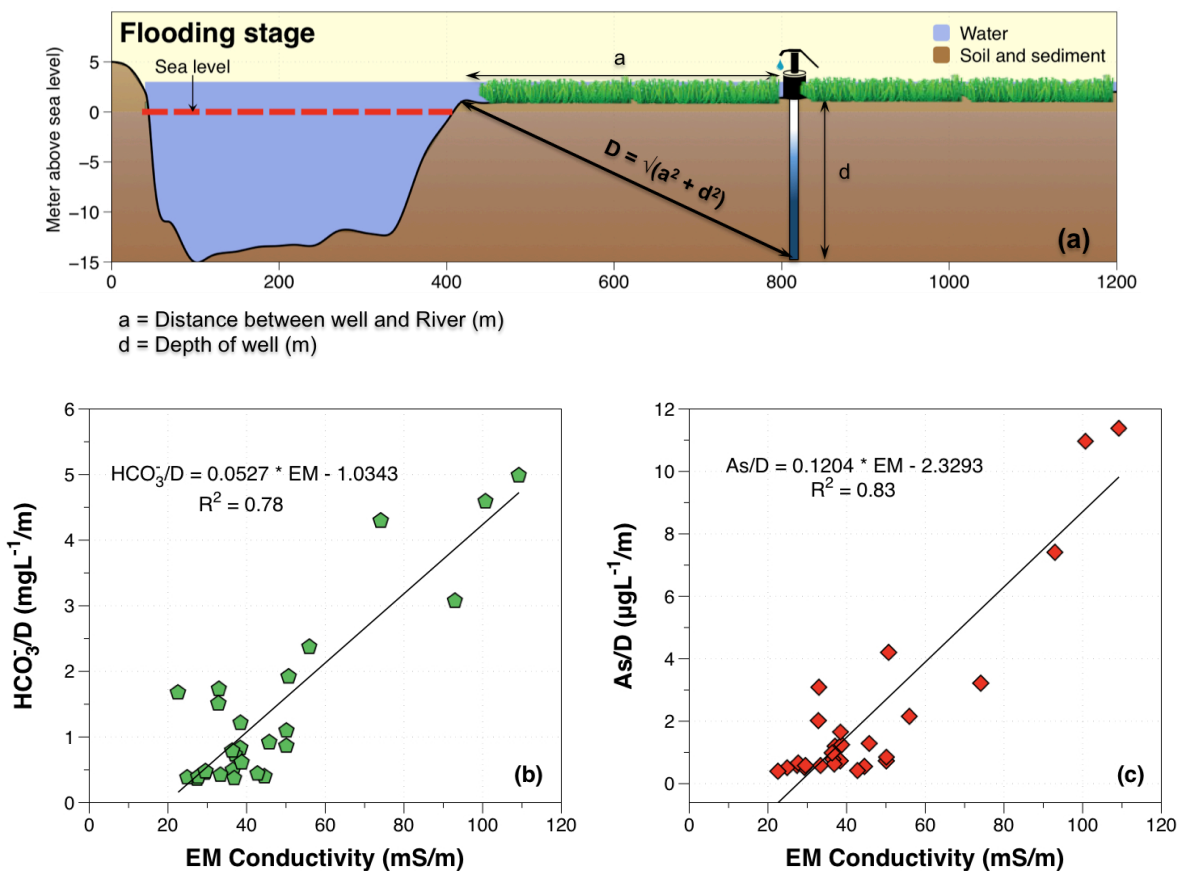 Flooding stage
Water
Soil and sediment
Sea level
a
Meter above sea level)
5
0
−5
−10
−15
D = √(a² + d²)
d
(a)
0 200 400 600 800 1000 1200
a = Distance between well and River (m)
d = Depth of well (m)
HCO₃⁻/D (mgL⁻¹/m)
6
5
4
3
2
1
0
HCO₃⁻/D = 0.0527 * EM - 1.0343
R² = 0.78
(b)
0 20 40 60 80 100 120
EM Conductivity (mS/m)
As/D (µgL⁻¹/m)
12
10
8
6
4
2
0
As/D = 0.1204 * EM - 2.3293
R² = 0.83
(c)
0 20 40 60 80 100 120
EM Conductivity (mS/m)